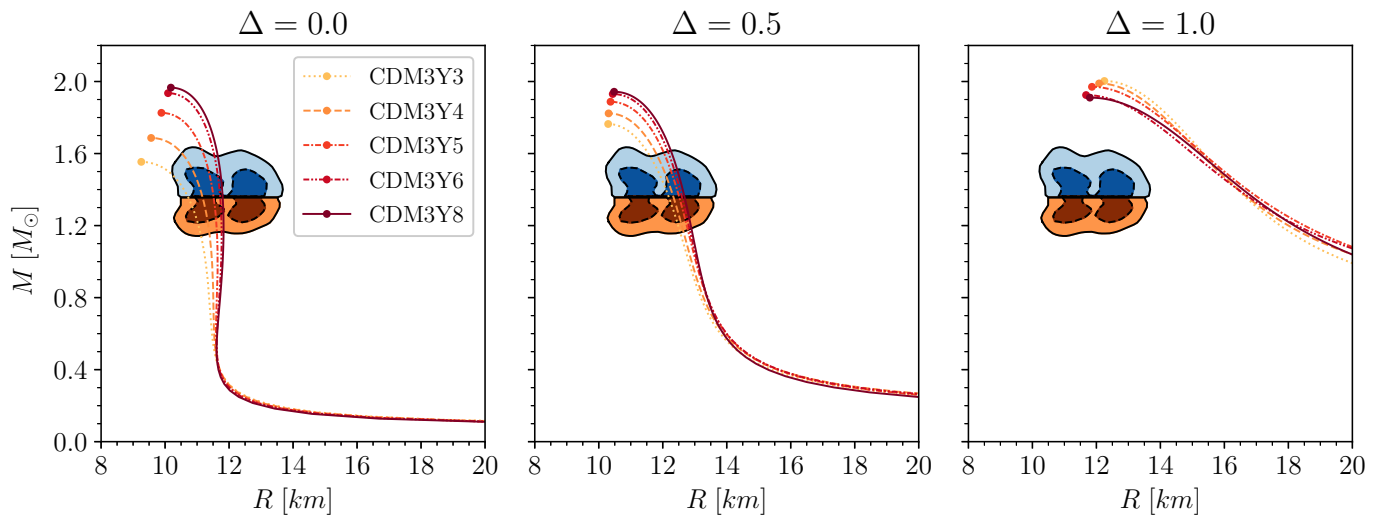 Δ = 0.0
Δ = 0.5
Δ = 1.0
M [M⊙]
2.0
1.6
1.2
0.8
0.4
0.0
CDM3Y3
CDM3Y4
CDM3Y5
CDM3Y6
CDM3Y8
8 10 12 14 16 18 20
8 10 12 14 16 18 20
8 10 12 14 16 18 20
R [km]
R [km]
R [km]